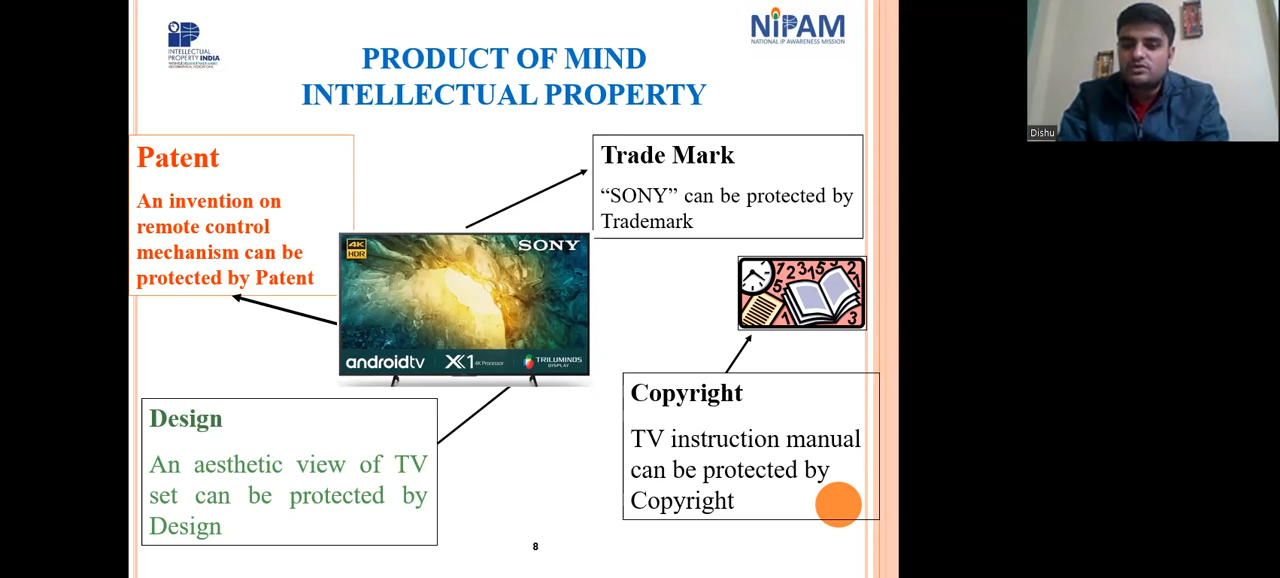 INTELLECTUAL
PROPERTY INDIA
NiPAM
NATIONAL IP AWARENESS MISSION
PRODUCT OF MIND
INTELLECTUAL PROPERTY
Dishu
Patent
An invention on
remote control
mechanism can be
protected by Patent
Trade Mark
“SONY” can be protected by
Trademark
4K
HDR
SONY
androidtv
X1 4K Processor
TRILUMINOS
DISPLAY
Design
An aesthetic view of TV
set can be protected by
Design
Copyright
TV instruction manual
can be protected by
Copyright
8